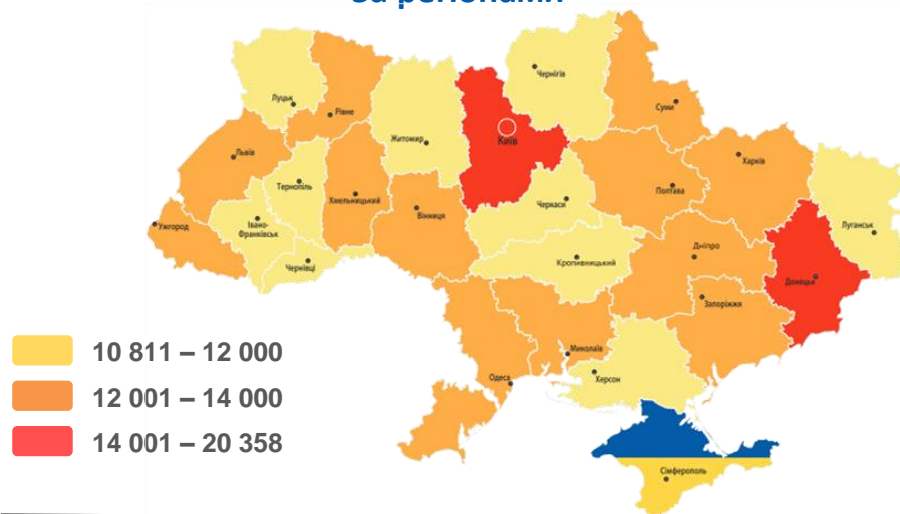 за регіонами
Чернігів
Луцьк
Рівне
Суми
Житомир
Київ
Львів
Харків
Тернопіль
Полтава
Хмельницький
Черкаси
Вінниця
Ужгород
Івано-
Франківськ
Луганськ
Дніпро
Чернівці
Кропивницький
Донецьк
Запоріжжя
Миколаїв
Одеса
Херсон
Сімферополь
10 811 – 12 000
12 001 – 14 000
14 001 – 20 358